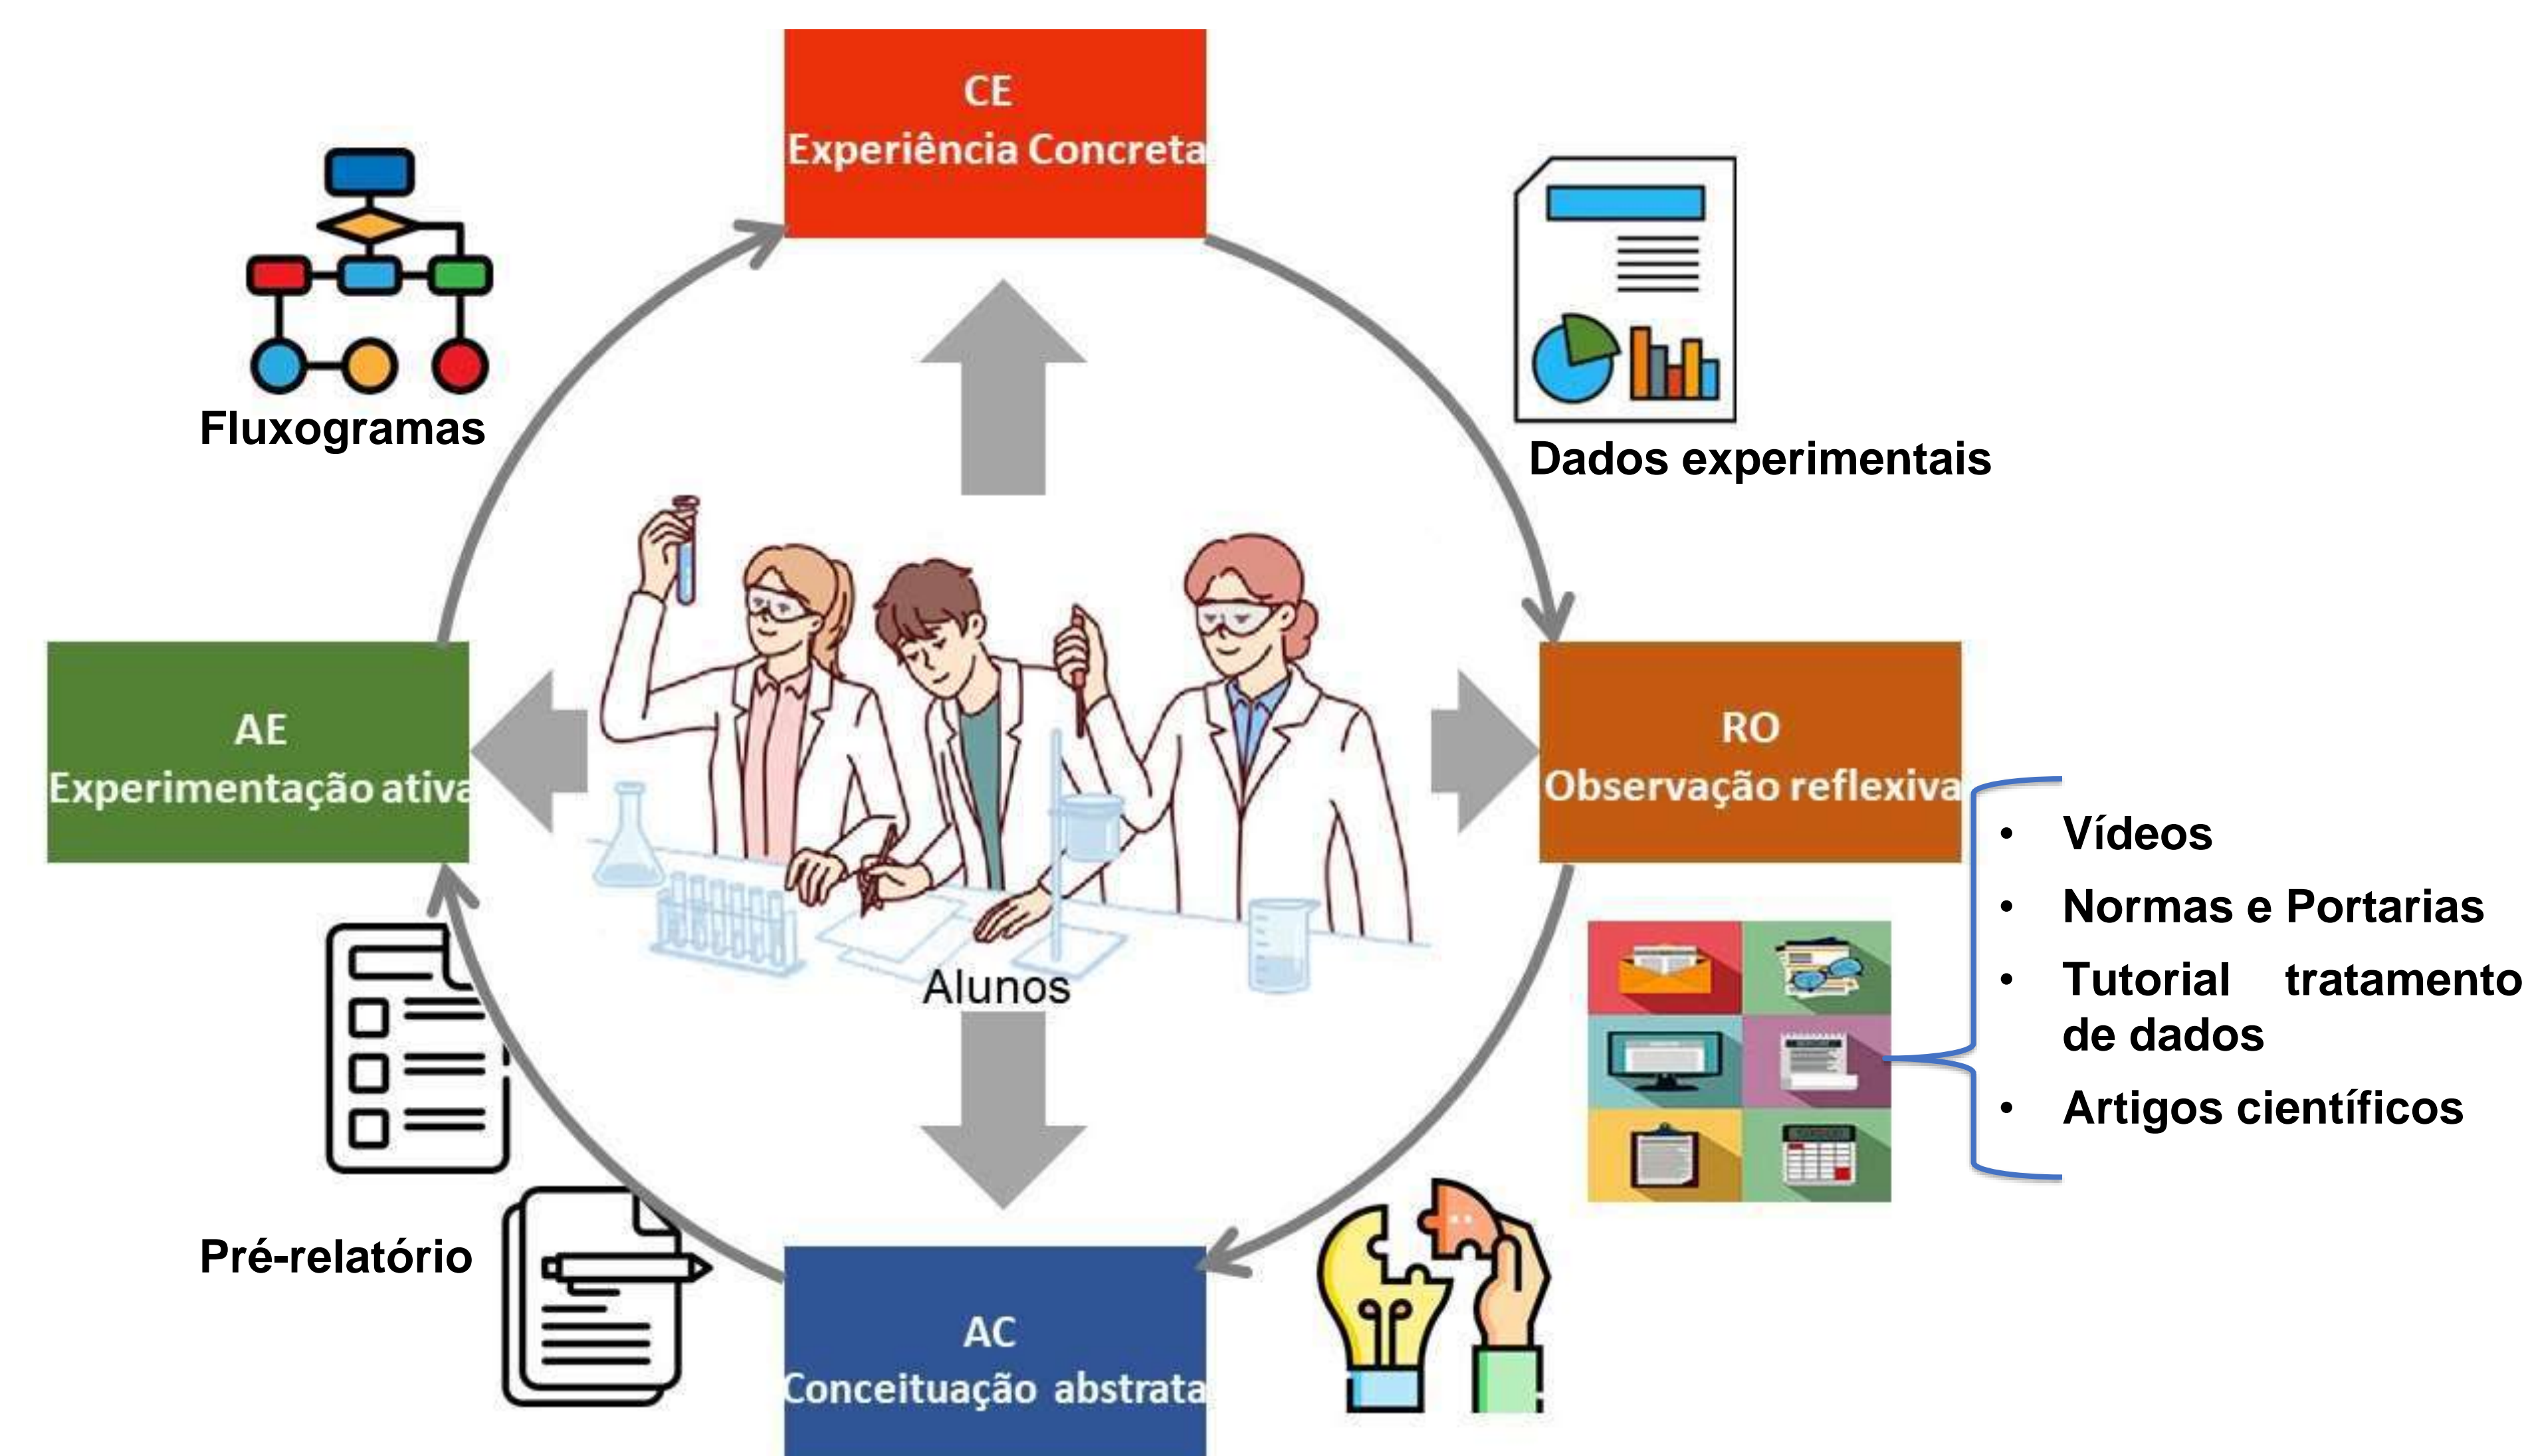 CE
Experiência Concreta
Fluxogramas
Dados experimentais
AE
Experimentação ativa
RO
Observação reflexiva
• Vídeos
• Normas e Portarias
• Tutorial tratamento
de dados
• Artigos científicos
Alunos
Pré-relatório
AC
Conceituação abstrata